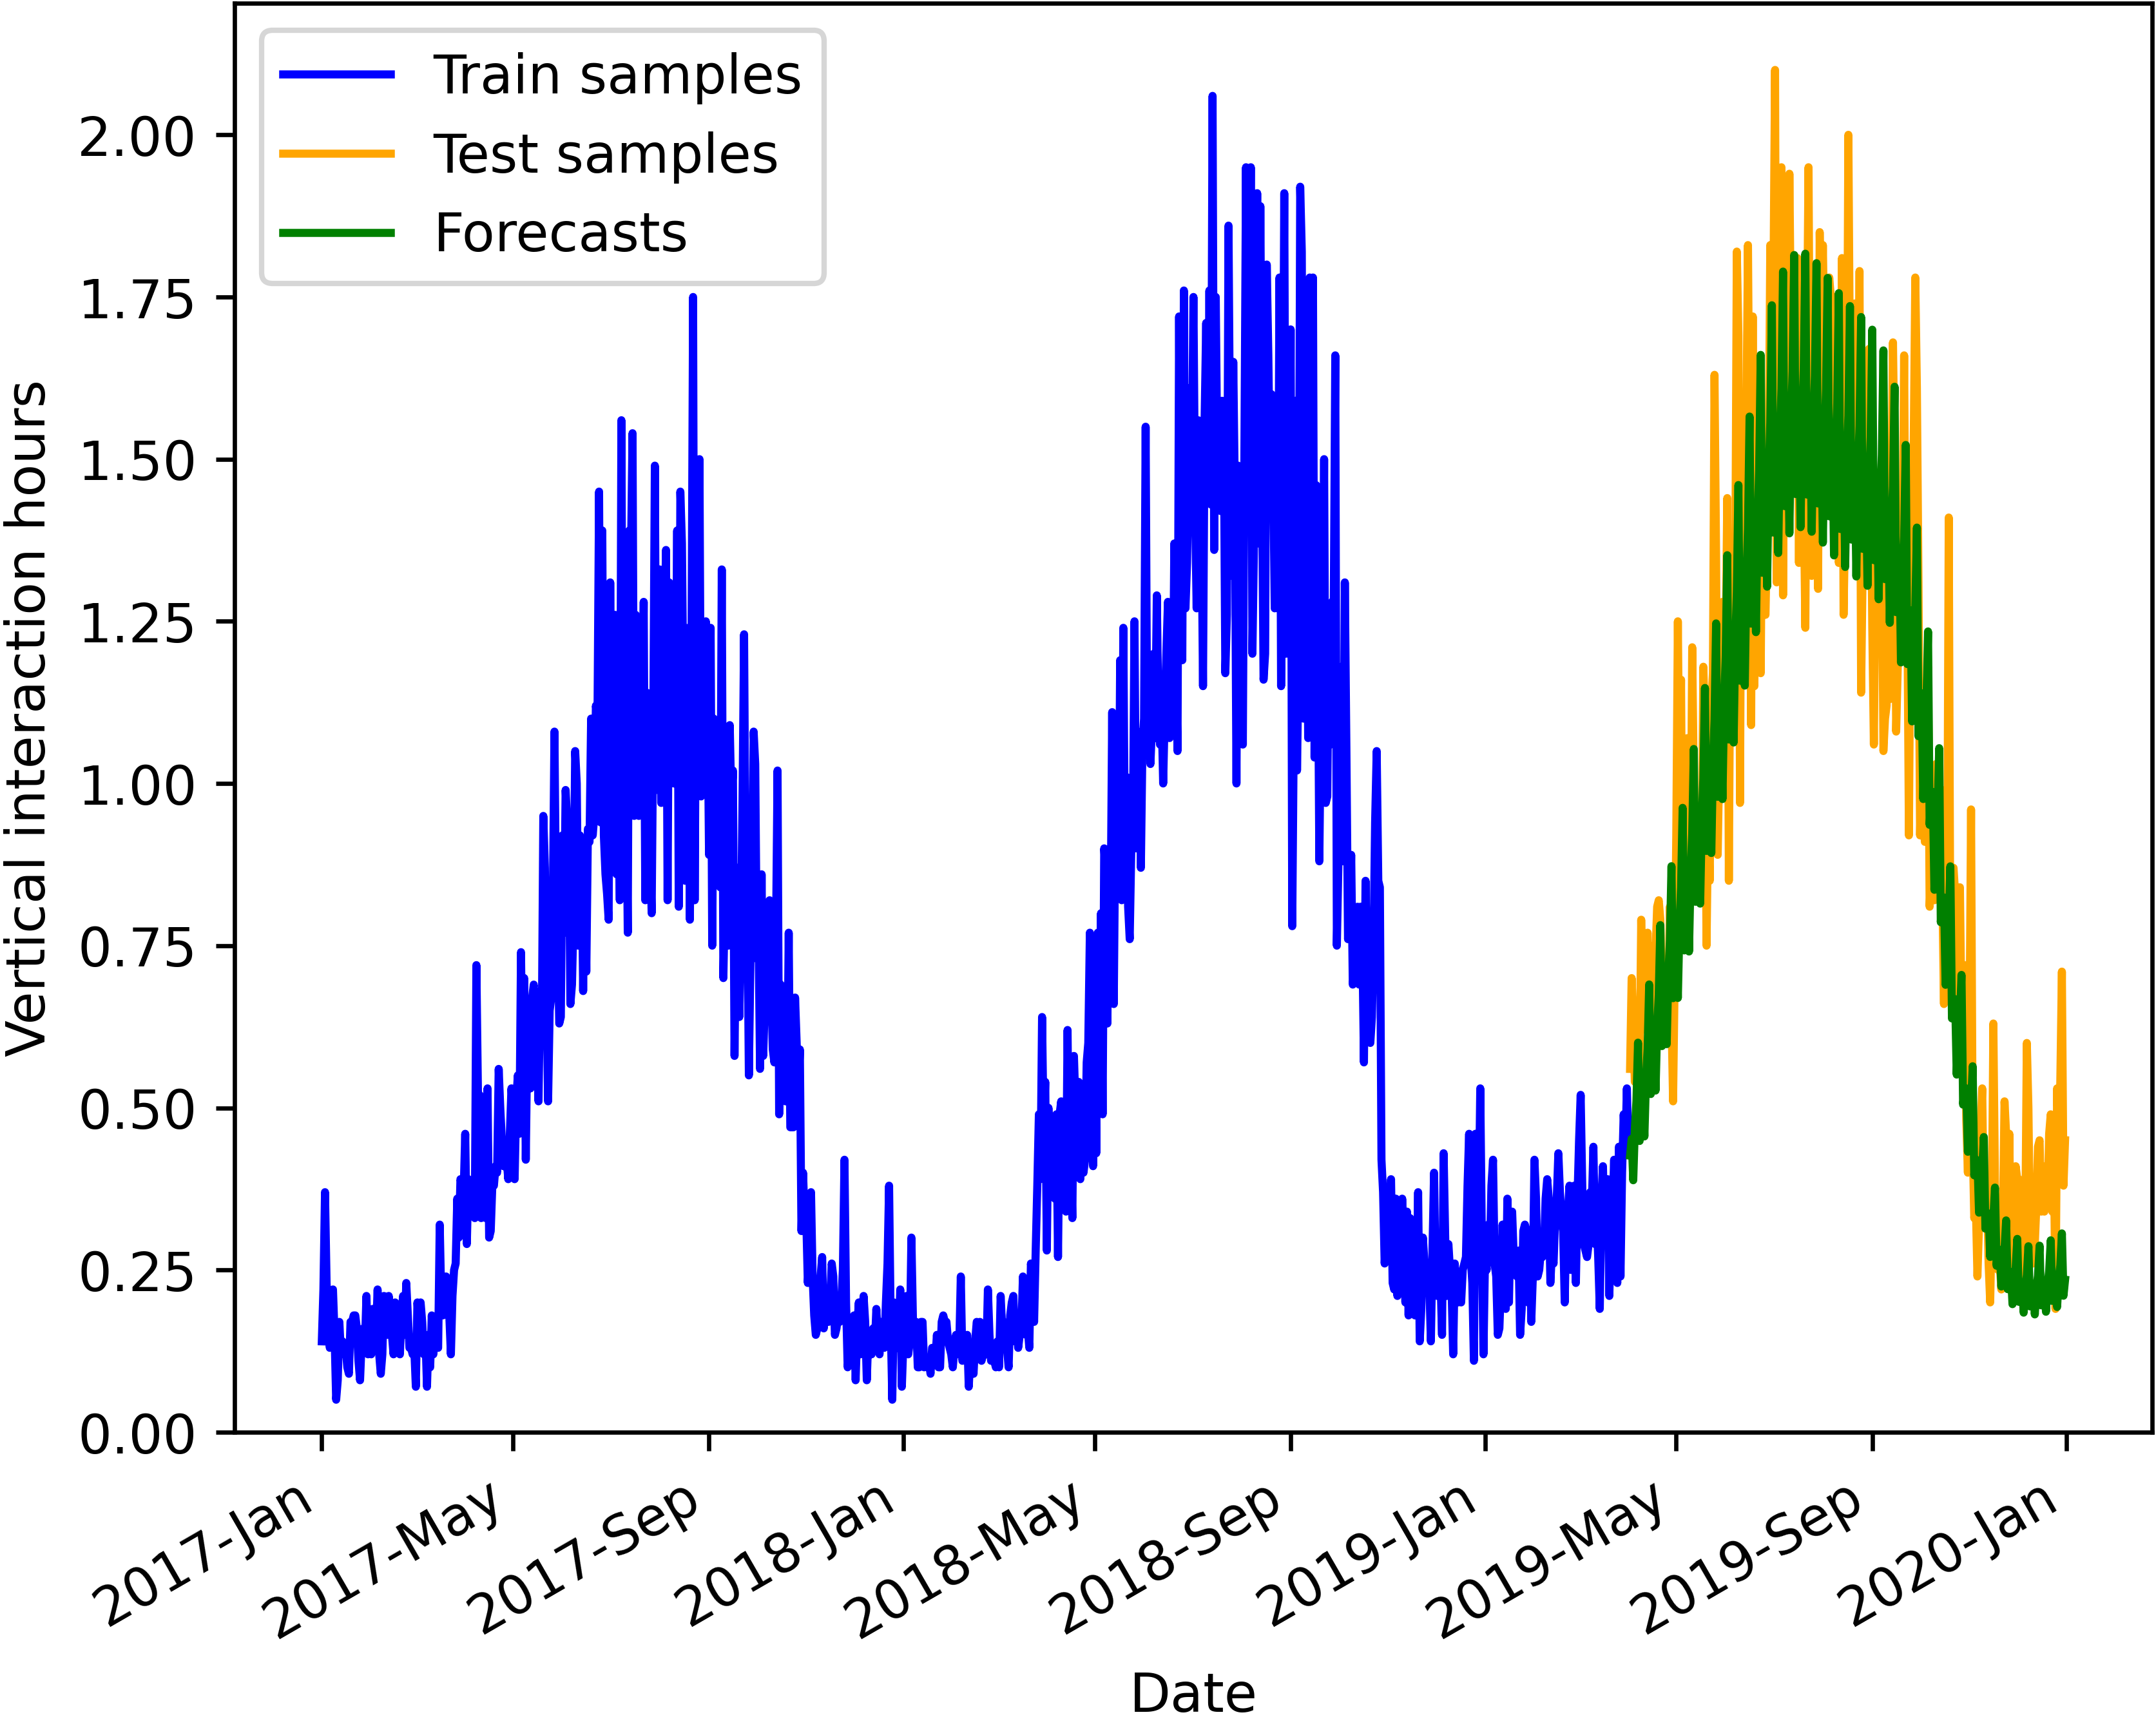 Train samples
Test samples
Forecasts
Vertical interaction hours
2.00
1.75
1.50
1.25
1.00
0.75
0.50
0.25
0.00
2017-Jan
2017-May
2017-Sep
2018-Jan
2018-May
2018-Sep
2019-Jan
2019-May
2019-Sep
2020-Jan
Date